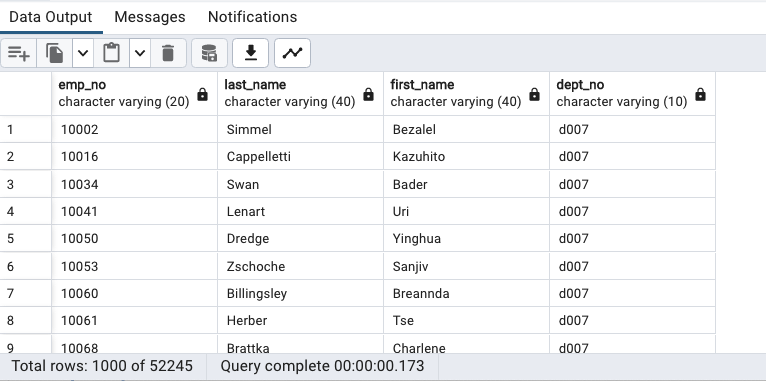 Data Output Messages Notifications
emp_no last_name first_name dept_no
character varying (20) character varying (40) character varying (40) character varying (10)
1 10002 Simmel Bezalel d007
2 10016 Cappelletti Kazuhito d007
3 10034 Swan Bader d007
4 10041 Lenart Uri d007
5 10050 Dredge Yinghua d007
6 10053 Zschoche Sanjiv d007
7 10060 Billingsley Breannda d007
8 10061 Herber Tse d007
9 10068 Brattka Charlene d007
Total rows: 1000 of 52245 Query complete 00:00:00.173